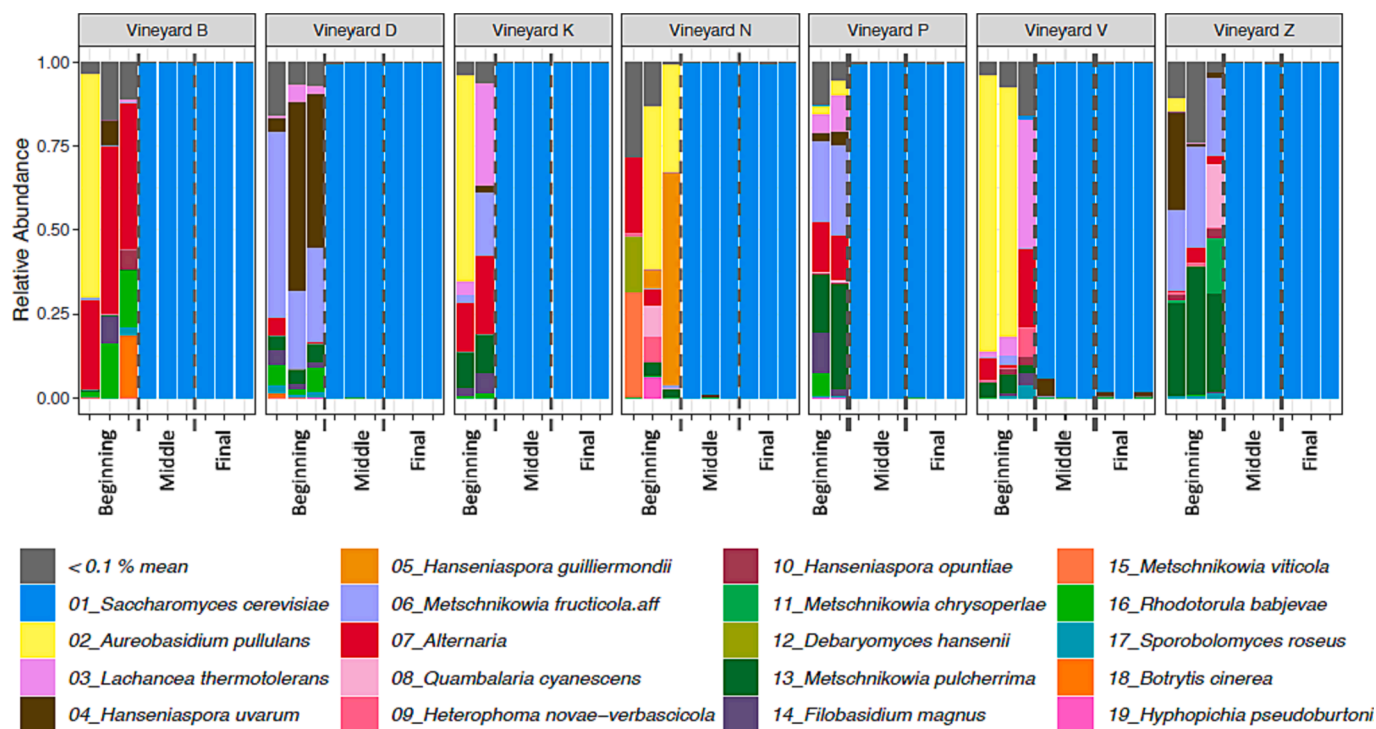 Vineyard B Vineyard D Vineyard K Vineyard N Vineyard P Vineyard V Vineyard Z
Relative Abundance
1.00
0.75
0.50
0.25
0.00
Beginning Middle Final Beginning Middle Final Beginning Middle Final Beginning Middle Final Beginning Middle Final Beginning Middle Final Beginning Middle Final
< 0.1 % mean 05_Hanseniaspora guilliermondii 10_Hanseniaspora opuntiae 15_Metschnikowia viticola
01_Saccharomyces cerevisiae 06_Metschnikowia fructicola.aff 11_Metschnikowia chrysoperlae 16_Rhodotorula babjevae
02_Aureobasidium pullulans 07_Alternaria 12_Debaryomyces hansenii 17_Sporobolomyces roseus
03_Lachancea thermotolerans 08_Quambalaria cyanescens 13_Metschnikowia pulcherrima 18_Botrytis cinerea
04_Hanseniaspora uvarum 09_Heterophoma novae−verbascicola 14_Filobasidium magnus 19_Hyphopichia pseudoburtoni